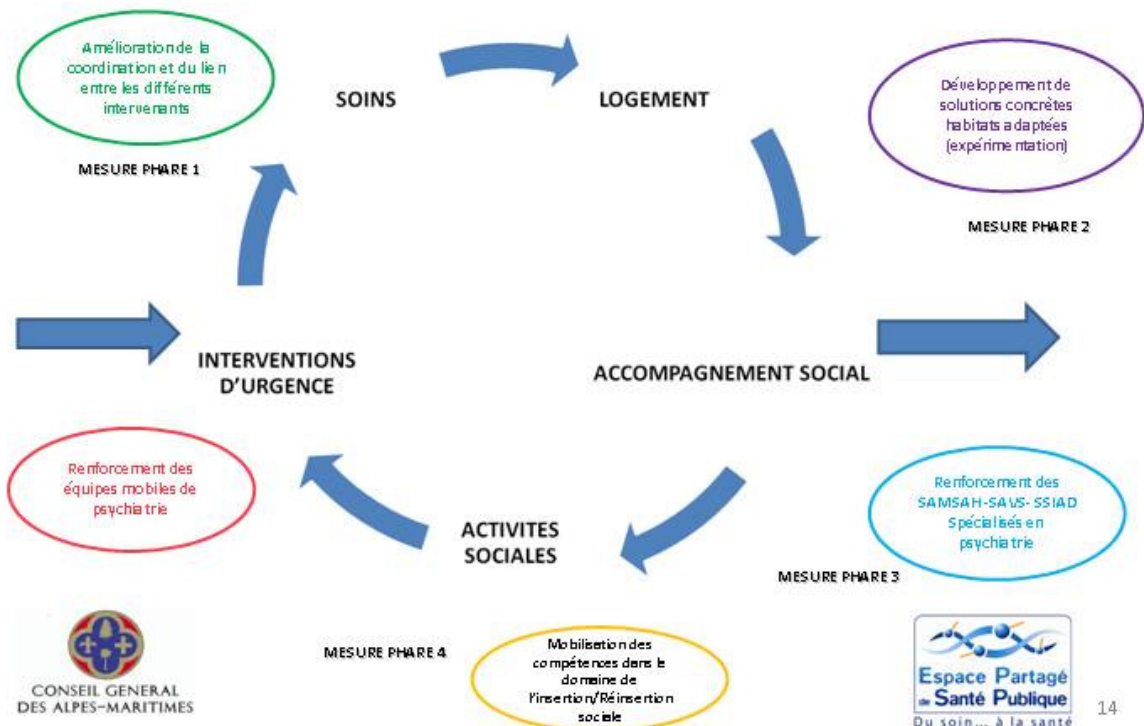 Amélioration de la
coordination et du lien
entre les différents
intervenants
MESURE PHARE 1
SOINS
LOGEMENT
Développement de
solutions concrètes
habitats adaptées
(expérimentation)
MESURE PHARE 2
INTERVENTIONS
D'URGENCE
ACCOMPAGNEMENT SOCIAL
Renforcement des
équipes mobiles de
psychiatrie
ACTIVITES
SOCIALES
Renforcement des
SAMSAH-SAVS- SSIAD
Spécialisés en
psychiatrie
MESURE PHARE 3
MESURE PHARE 4
Mobilisation des
compétences dans le
domaine de
l'insertion/Réinsertion
sociale
CONSEIL GENERAL
DES ALPES-MARITIMES
Espace Partagé
de Santé Publique
Du soin... à la santé
14